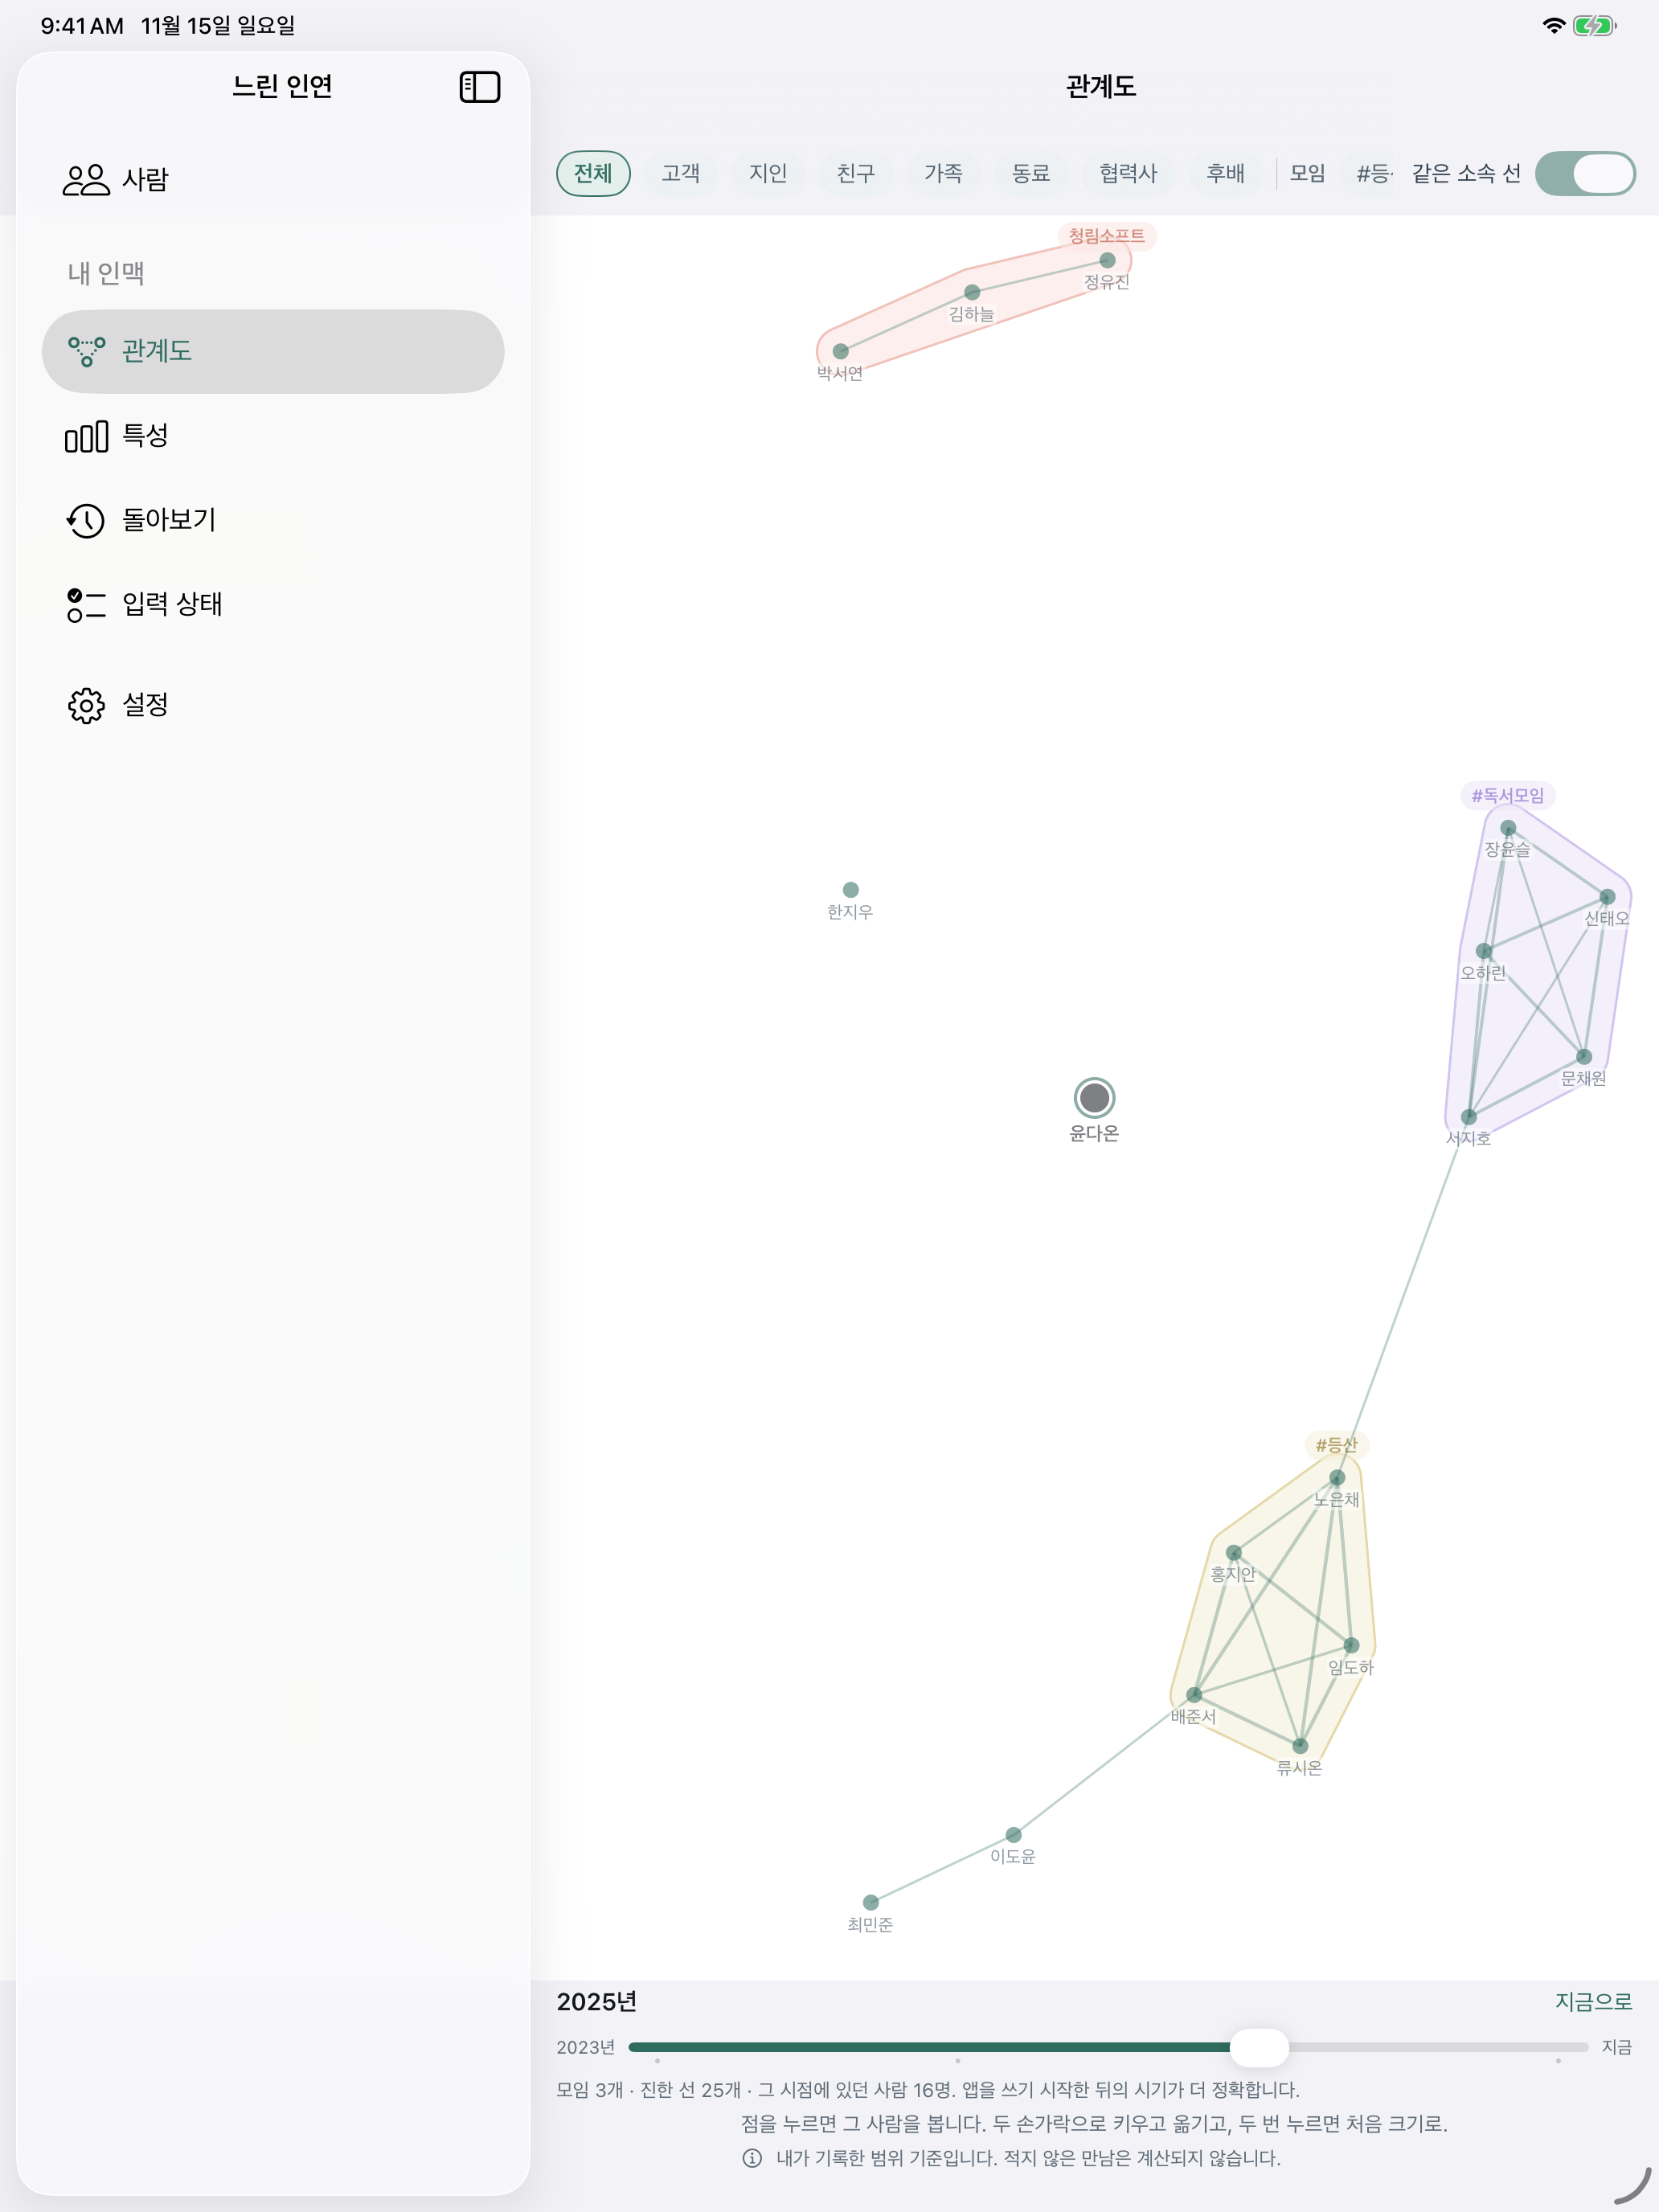 9:41 AM 11월 15일 일요일
느린 인연
사람
내 인맥
관계도
특성
돌아보기
입력 상태
설정
관계도
전체 고객 지인 친구 가족 동료 협력사 후배 모임 #등 같은 소속 선
청림소프트
정유진
김하늘
박서연
#독서모임
장윤슬
한지우
신태오
오하린
문채원
윤다온
서지호
#등산
노은채
홍지안
임도하
배준서
류시온
이도윤
최민준
2025년 지금으로
2023년 지금
모임 3개 · 진한 선 25개 · 그 시점에 있던 사람 16명. 앱을 쓰기 시작한 뒤의 시기가 더 정확합니다.
점을 누르면 그 사람을 봅니다. 두 손가락으로 키우고 옮기고, 두 번 누르면 처음 크기로.
내가 기록한 범위 기준입니다. 적지 않은 만남은 계산되지 않습니다.